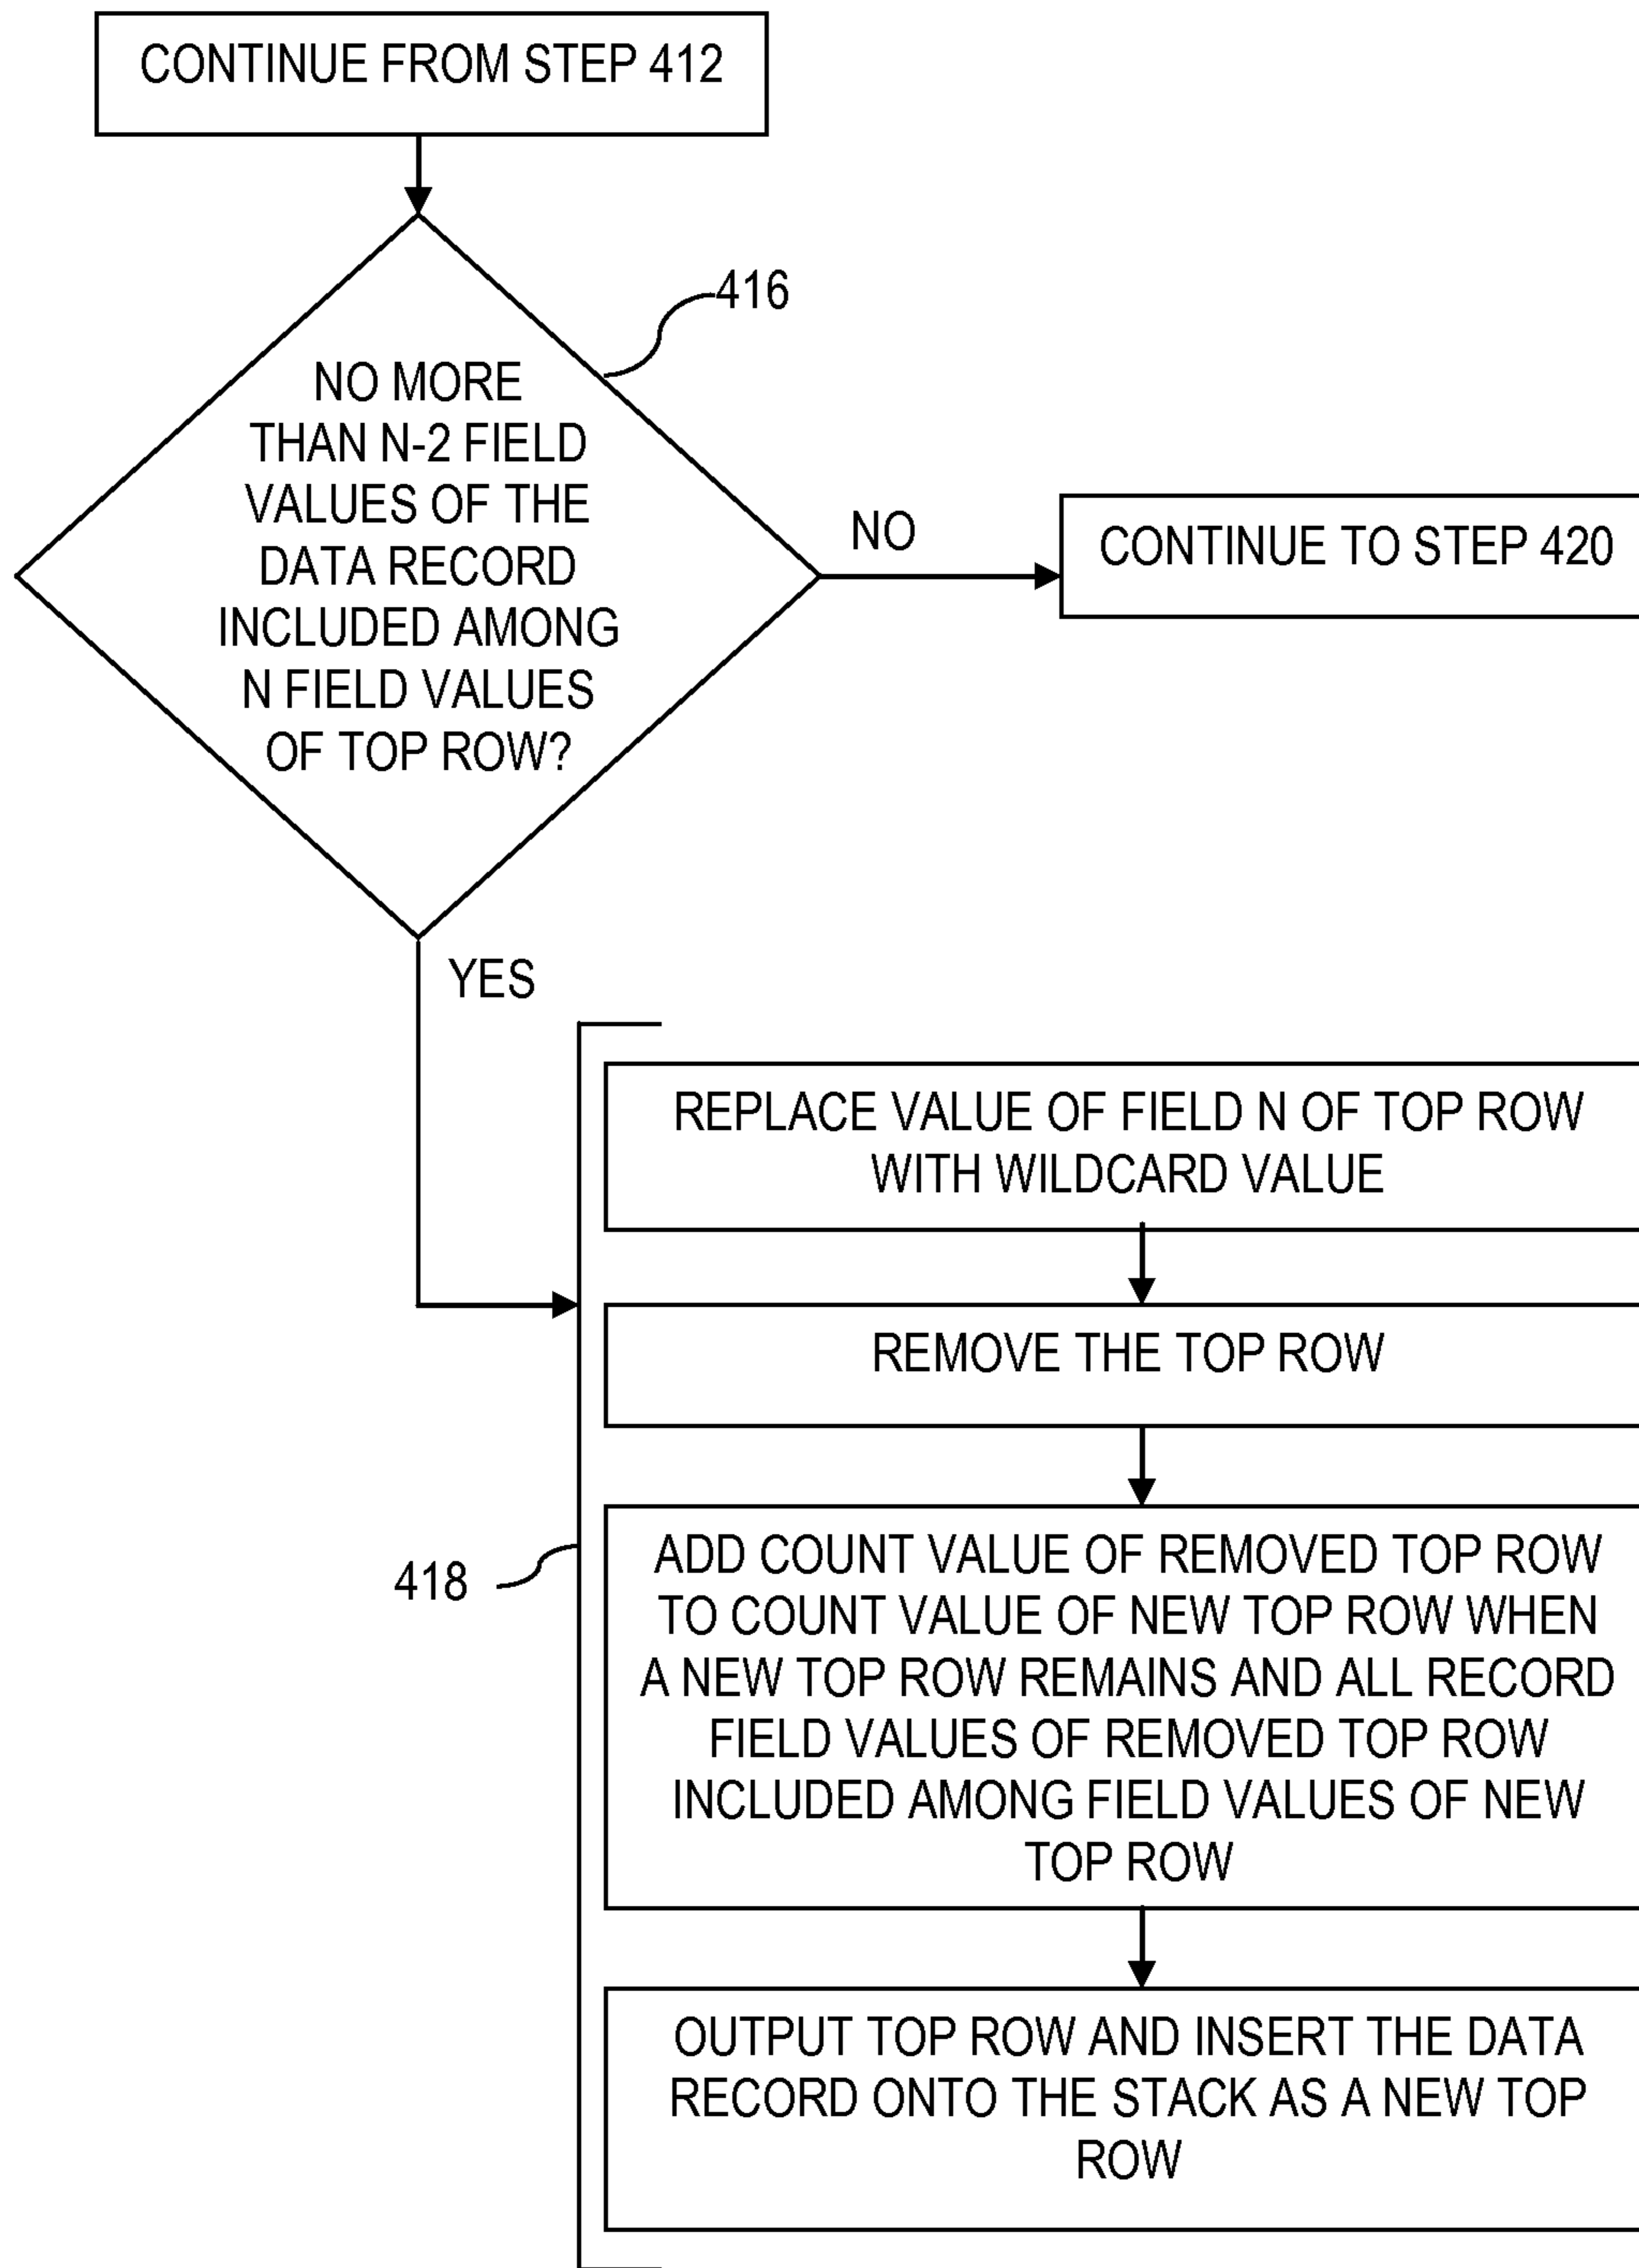 CONTINUE FROM STEP 412
416
NO MORE
THAN N-2 FIELD
VALUES OF THE
DATA RECORD
INCLUDED AMONG
N FIELD VALUES
OF TOP ROW?
NO
CONTINUE TO STEP 420
YES
REPLACE VALUE OF FIELD N OF TOP ROW
WITH WILDCARD VALUE
REMOVE THE TOP ROW
418
ADD COUNT VALUE OF REMOVED TOP ROW
TO COUNT VALUE OF NEW TOP ROW WHEN
A NEW TOP ROW REMAINS AND ALL RECORD
FIELD VALUES OF REMOVED TOP ROW
INCLUDED AMONG FIELD VALUES OF NEW
TOP ROW
OUTPUT TOP ROW AND INSERT THE DATA
RECORD ONTO THE STACK AS A NEW TOP
ROW